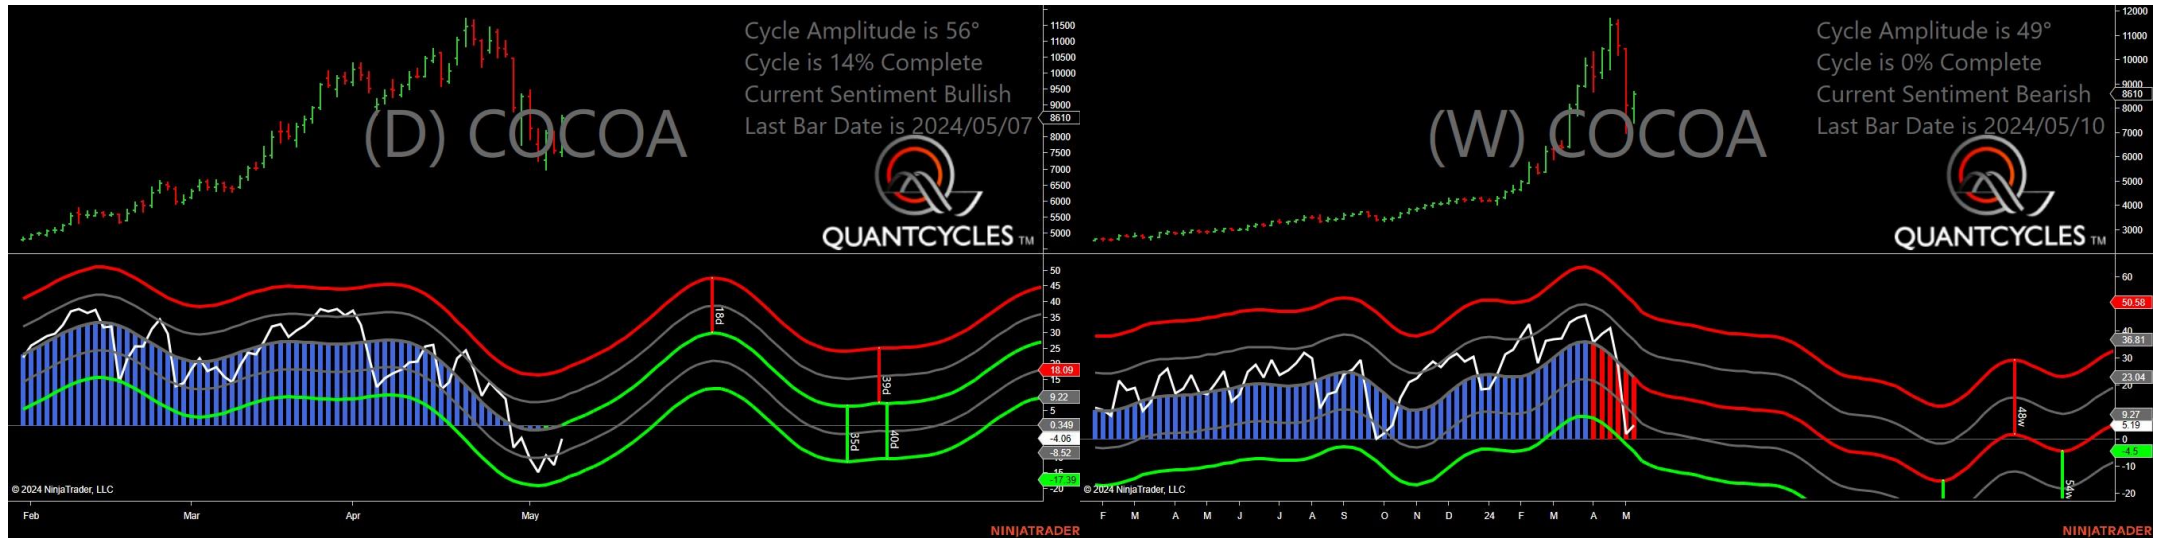 Cycle Amplitude is 56°
Cycle is 14% Complete
Current Sentiment Bullish
Last Bar Date is 2024/05/07
(D) COCOA
QUANTCYCLES TM
11500
11000
10500
10000
9500
9000
8610
8000
7500
7000
6500
6000
5500
5000
50
45
40
35
30
25
18.09
15
9.22
5
0.349
-4.06
-8.52
-17.39
-20
18d
35d
40d
© 2024 NinjaTrader, LLC
Feb Mar Apr May
NINJATRADER
Cycle Amplitude is 49°
Cycle is 0% Complete
Current Sentiment Bearish
Last Bar Date is 2024/05/10
(W) COCOA
QUANTCYCLES TM
12000
11000
10000
9000
8610
8000
7000
6000
5000
4000
3000
60
50.58
40
36.81
30
23.04
20
9.27
5.19
0
-4.5
-10
-20
48w
© 2024 NinjaTrader, LLC
F M A M J J A S O N D 24 F M A M
NINJATRADER